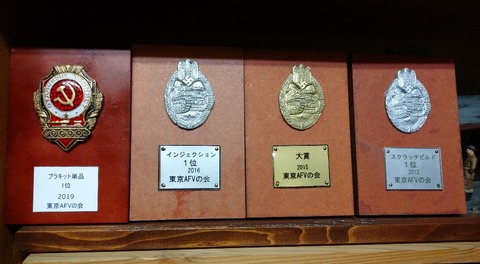 プラキット単品
1位
2019
東京AFVの会
インジェクション
1位
2016
東京AFVの会
大賞
2015
東京AFVの会
スクラッチビルド
1位
東京AFVの会